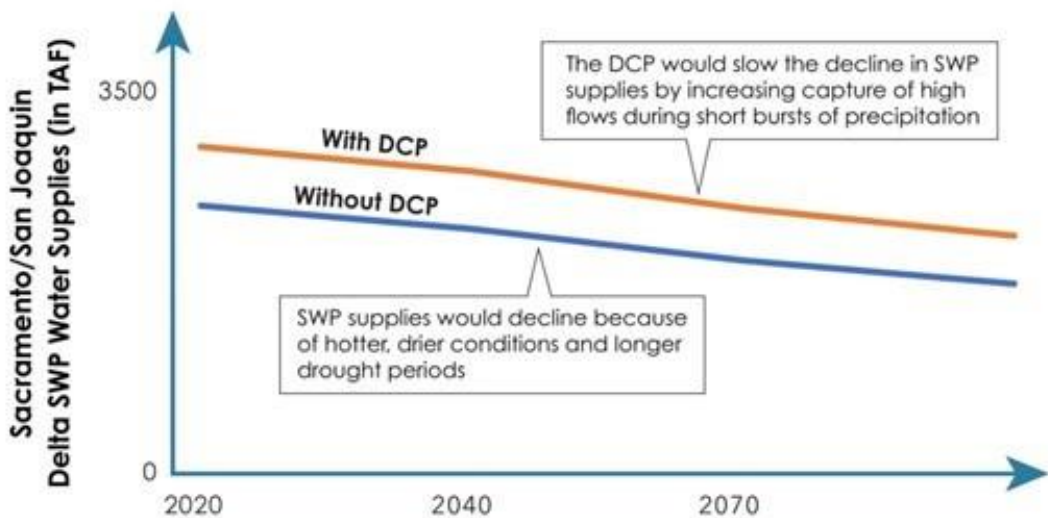 Sacramento/San Joaquin
Delta SWP Water Supplies (in TAF)
3500
0
With DCP
Without DCP
The DCP would slow the decline in SWP
supplies by increasing capture of high
flows during short bursts of precipitation
SWP supplies would decline because
of hotter, drier conditions and longer
drought periods
2020
2040
2070